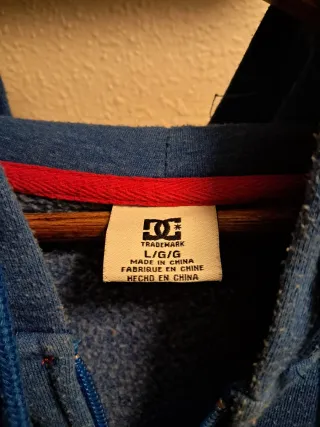 DC*
TRADEMARK
L/G/G
MADE IN CHINA
FABRIQUE EN CHINE
HECHO EN CHINA